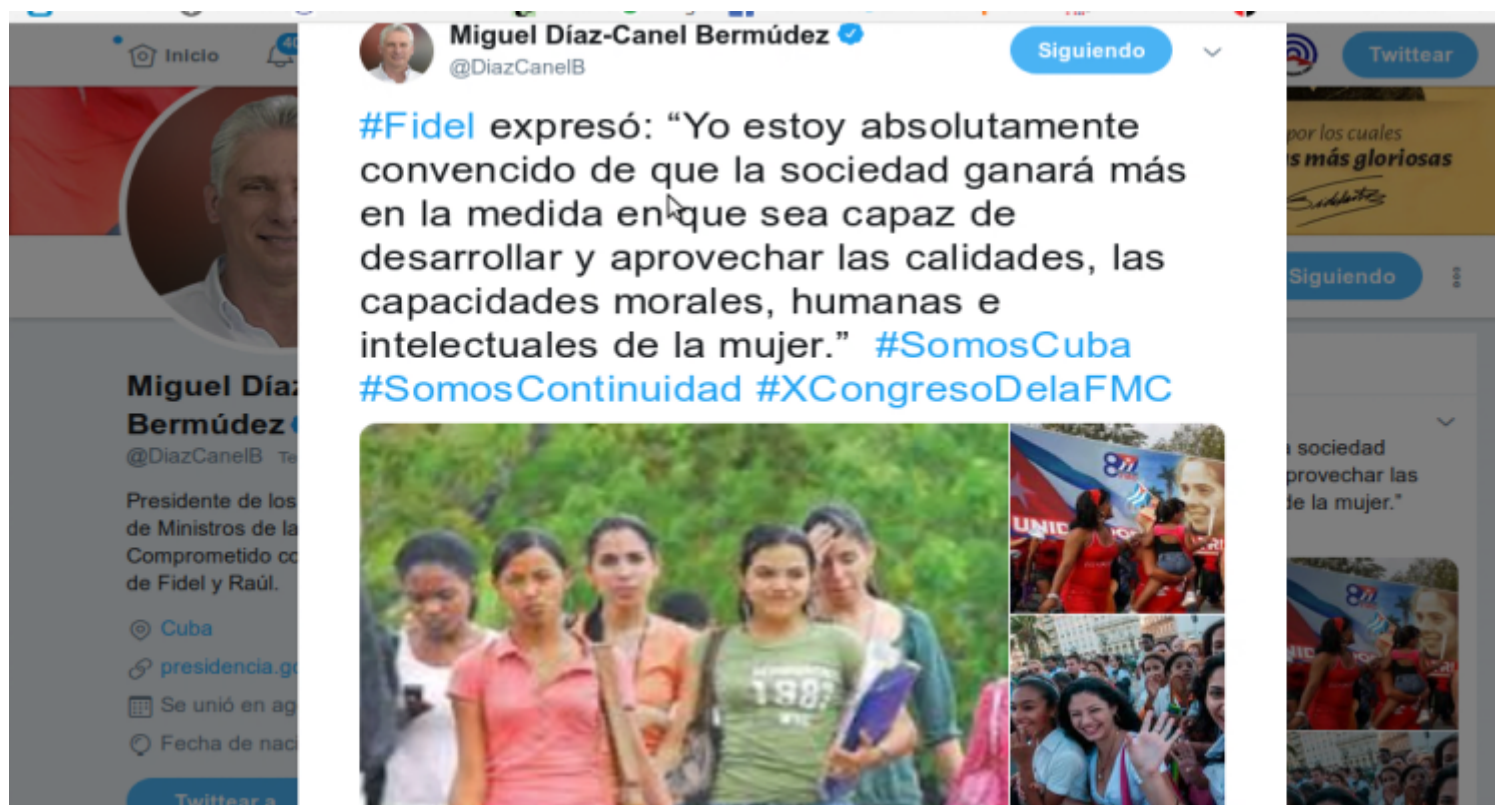 Inicio
Miguel Díaz-Canel Bermúdez
@DiazCanelB
Siguiendo
Twittear
#Fidel expresó: “Yo estoy absolutamente
convencido de que la sociedad ganará más
en la medida en que sea capaz de
desarrollar y aprovechar las calidades, las
capacidades morales, humanas e
intelectuales de la mujer.” #SomosCuba
#SomosContinuidad #XCongresoDelaFMC
por los cuales
s más gloriosas
Siguiendo
Miguel Díaz
Bermúdez
@DiazCanelB Te
Presidente de los
de Ministros de la
Comprometido co
de Fidel y Raúl.
Cuba
presidencia.go
Se unió en ag
Fecha de naci
Twittear a
sociedad
provechar las
de la mujer.”
UNID
1987